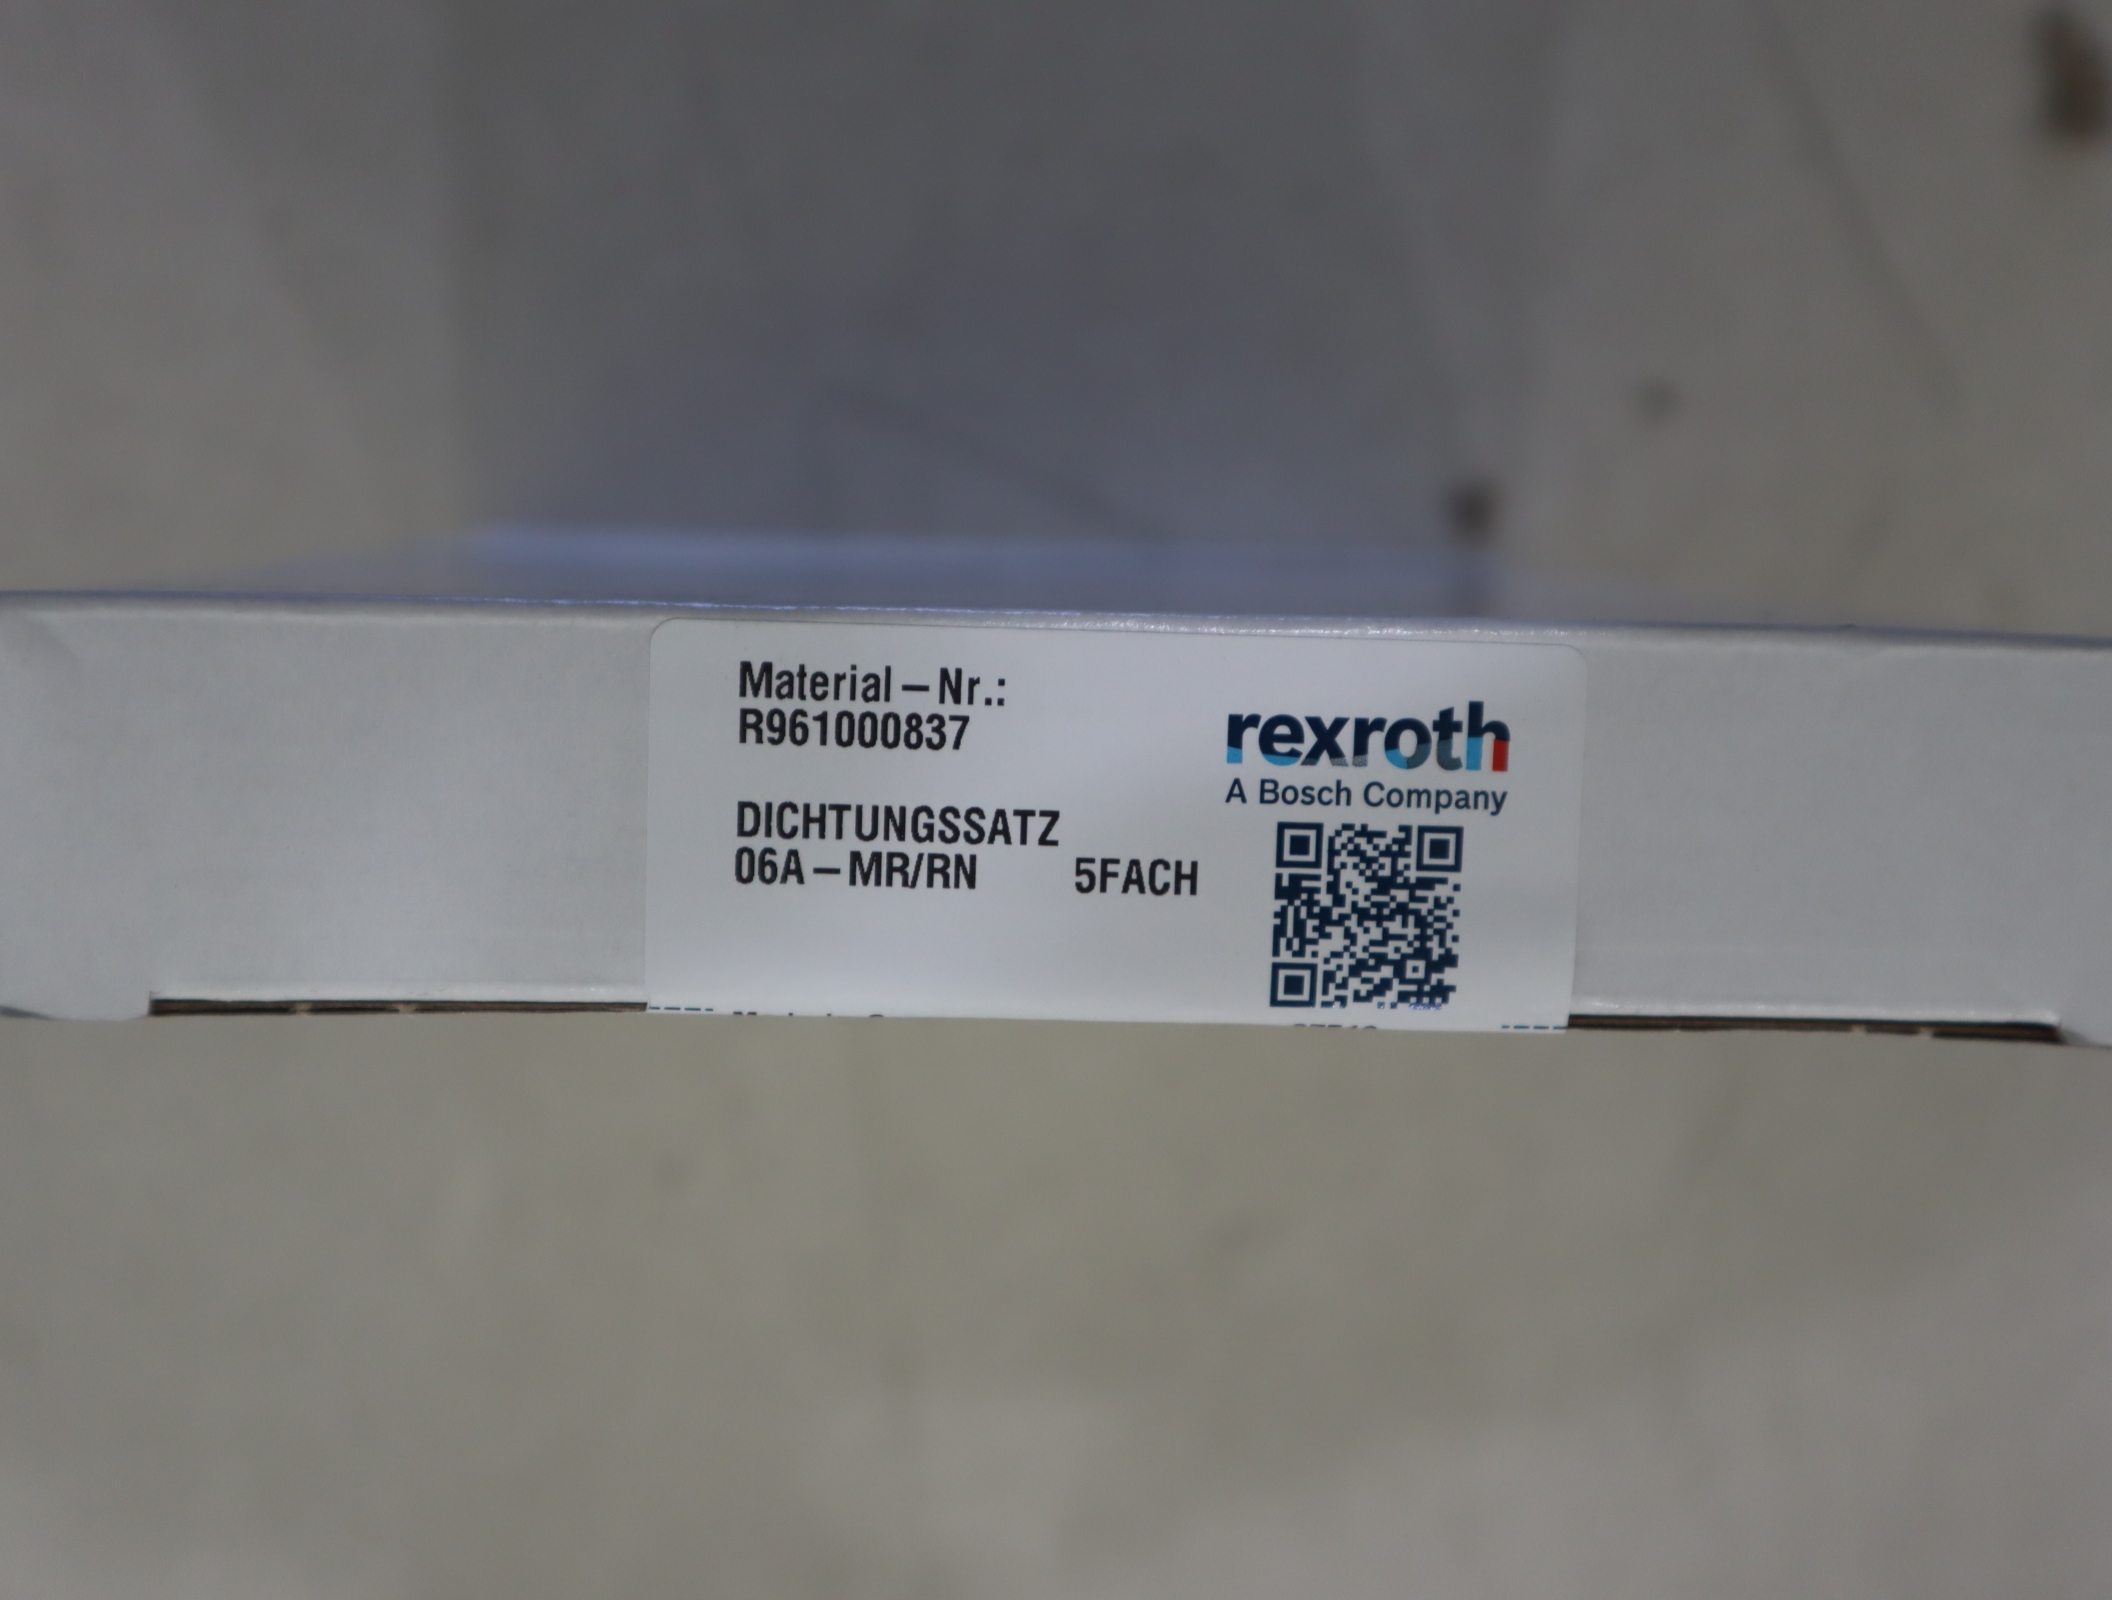 Material – Nr.:
R961000837
DICHTUNGSSATZ
06A – MR/RN 5FACH
rexroth
A Bosch Company